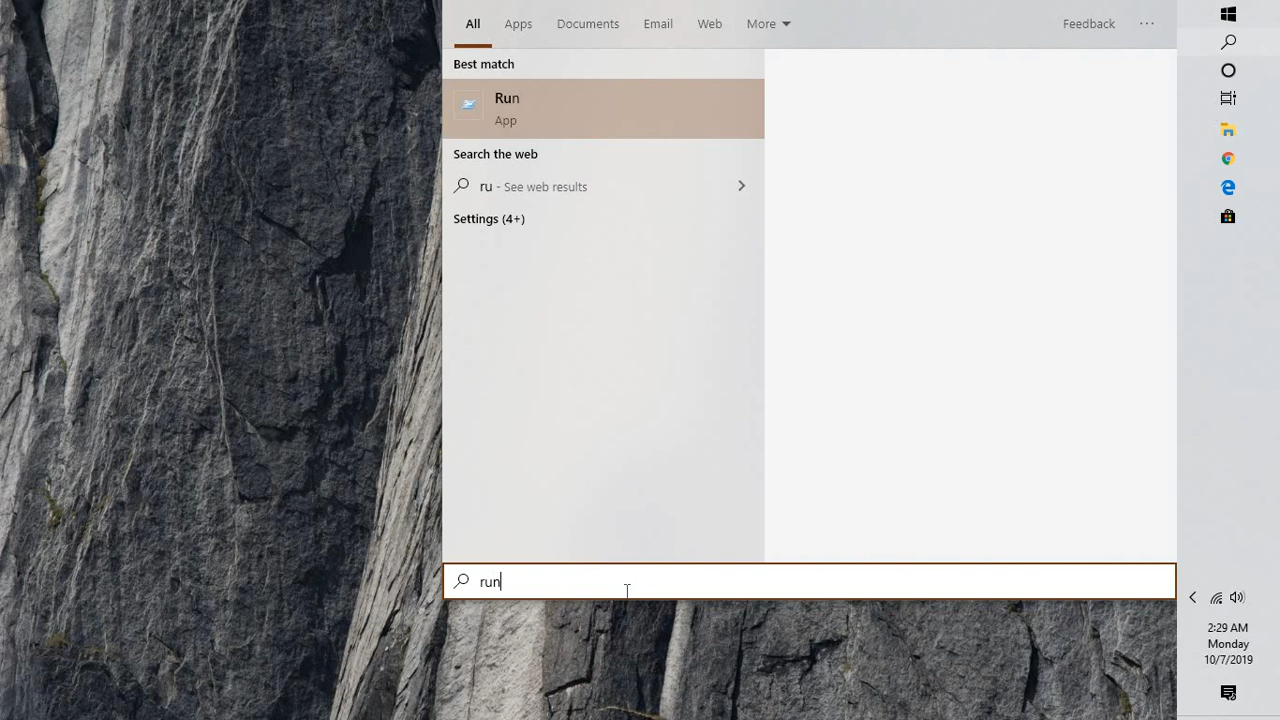 All Apps Documents Email Web More Feedback ...
Best match
Run
App
Search the web
ru - See web results
Settings (4+)
run
2:29 AM
Monday
10/7/2019